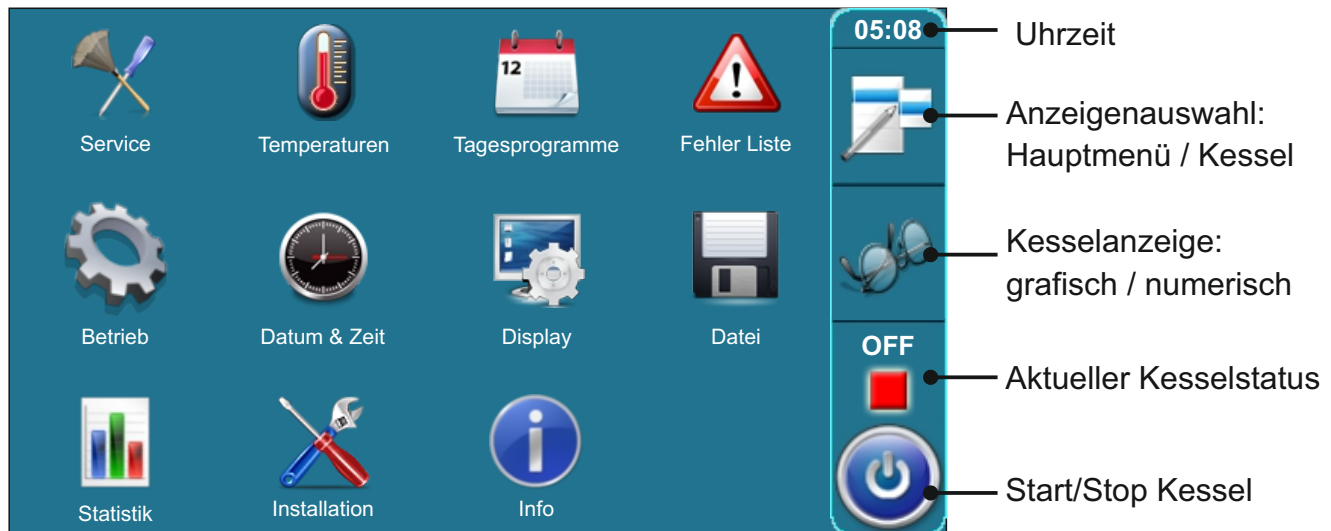 05:08
Uhrzeit
12
Service
Temperaturen
Tagesprogramme
Fehler Liste
Anzeigenauswahl:
Hauptmenü / Kessel
Kesselanzeige:
grafisch / numerisch
Betrieb
Datum & Zeit
Display
Datei
OFF
Aktueller Kesselstatus
Statistik
Installation
Info
Start/Stop Kessel